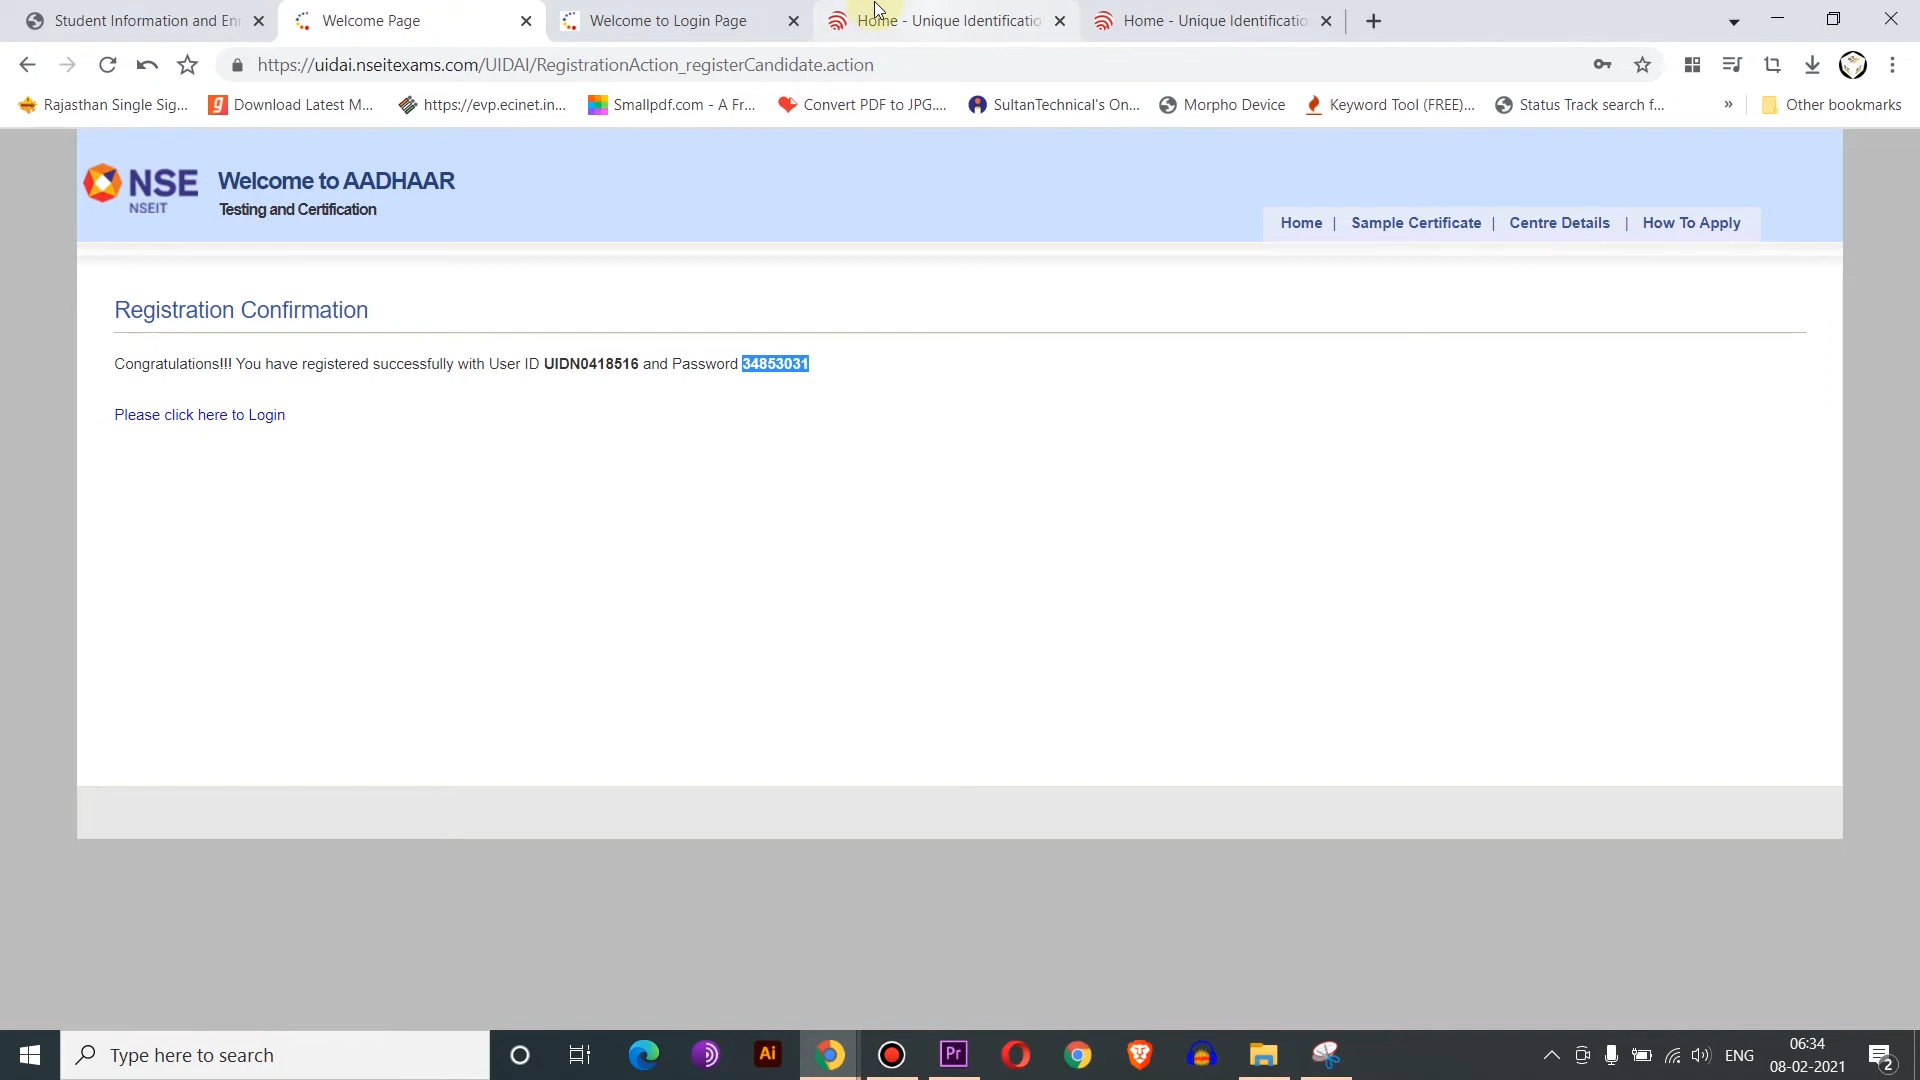 Student Information and En
Welcome Page
Welcome to Login Page
Home - Unique Identificatio
Home - Unique Identificatio
https://uidai.nseitexams.com/UIDAI/RegistrationAction_registerCandidate.action
Rajasthan Single Sig...
Download Latest M...
https://evp.ecinet.in...
Smallpdf.com - A Fr...
Convert PDF to JPG....
SultanTechnical's On...
Morpho Device
Keyword Tool (FREE)...
Status Track search f...
»
Other bookmarks
NSE
NSEIT
Welcome to AADHAAR
Testing and Certification
Home | Sample Certificate | Centre Details | How To Apply
Registration Confirmation
Congratulations!!! You have registered successfully with User ID UIDN0418516 and Password 34853031
Please click here to Login
Type here to search
Ai
Pr
ENG
06:34
08-02-2021
2